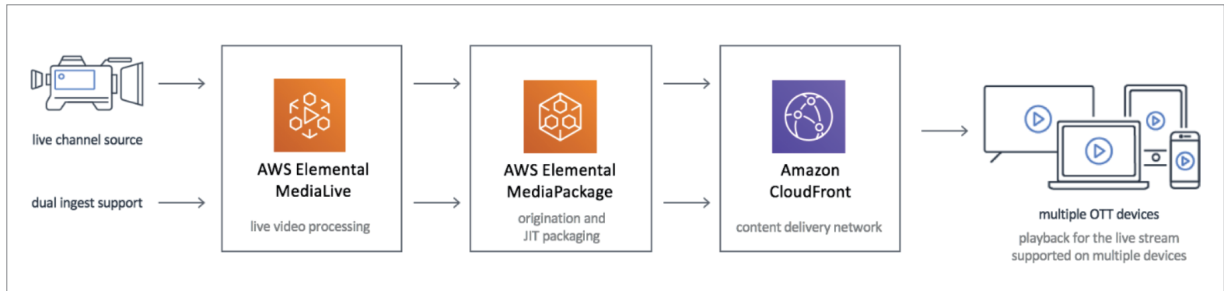 live channel source
dual ingest support
AWS Elemental
MediaLive
live video processing
AWS Elemental
MediaPackage
origination and
JIT packaging
Amazon
CloudFront
content delivery network
multiple OTT devices
playback for the live stream
supported on multiple devices